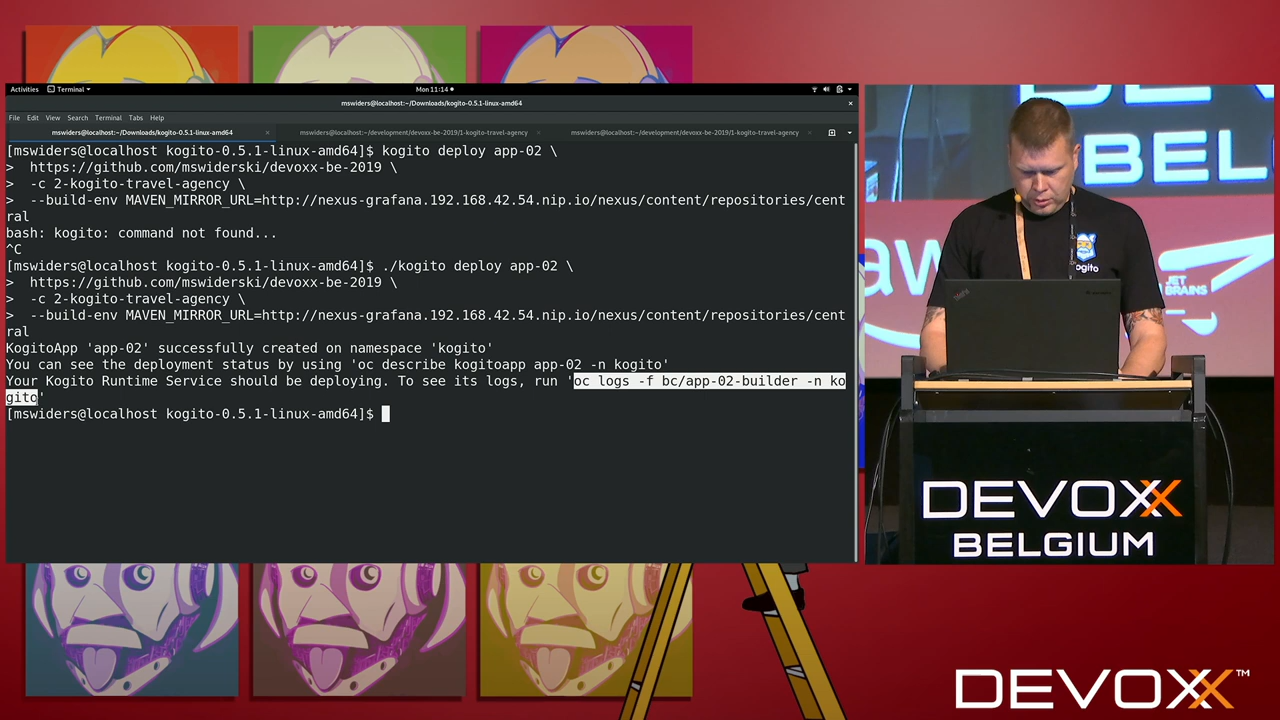 Activities
Terminal
Mon 11:14
mswiders@localhost:~/Downloads/kogito-0.5.1-linux-amd64
File Edit View Search Terminal Tabs Help
mswiders@localhost:~/Downloads/kogito-0.5.1-linux-amd64
mswiders@localhost:~/development/devoxx-be-2019/1-kogito-travel-agency
mswiders@localhost:~/development/devoxx-be-2019/1-kogito-travel-agency
[mswiders@localhost kogito-0.5.1-linux-amd64]$ kogito deploy app-02 \
> https://github.com/mswiderski/devoxx-be-2019 \
> -c 2-kogito-travel-agency \
> --build-env MAVEN_MIRROR_URL=http://nexus-grafana.192.168.42.54.nip.io/nexus/content/repositories/cent
ral
bash: kogito: command not found...
^C
[mswiders@localhost kogito-0.5.1-linux-amd64]$ ./kogito deploy app-02 \
> https://github.com/mswiderski/devoxx-be-2019 \
> -c 2-kogito-travel-agency \
> --build-env MAVEN_MIRROR_URL=http://nexus-grafana.192.168.42.54.nip.io/nexus/content/repositories/cent
ral
KogitoApp 'app-02' successfully created on namespace 'kogito'
You can see the deployment status by using 'oc describe kogitoapp app-02 -n kogito'
Your Kogito Runtime Service should be deploying. To see its logs, run 'oc logs -f bc/app-02-builder -n ko
gito'
[mswiders@localhost kogito-0.5.1-linux-amd64]$
DE
BEL
aw
JET
BRAINS
ogito
ThinkPad
DEVOXX
BELGIUM
DEVOXX™